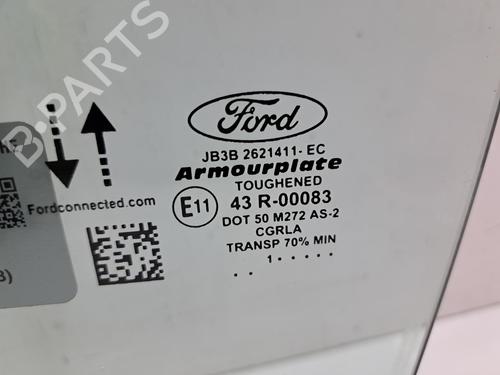 Ford
JB3B 2621411-EC
Armourplate
TOUGHENED
E11 43 R-00083
DOT 50 M272 AS-2
CGRLA
TRANSP 70% MIN
.. 1.....
Fordconnected.com
B-PARTS